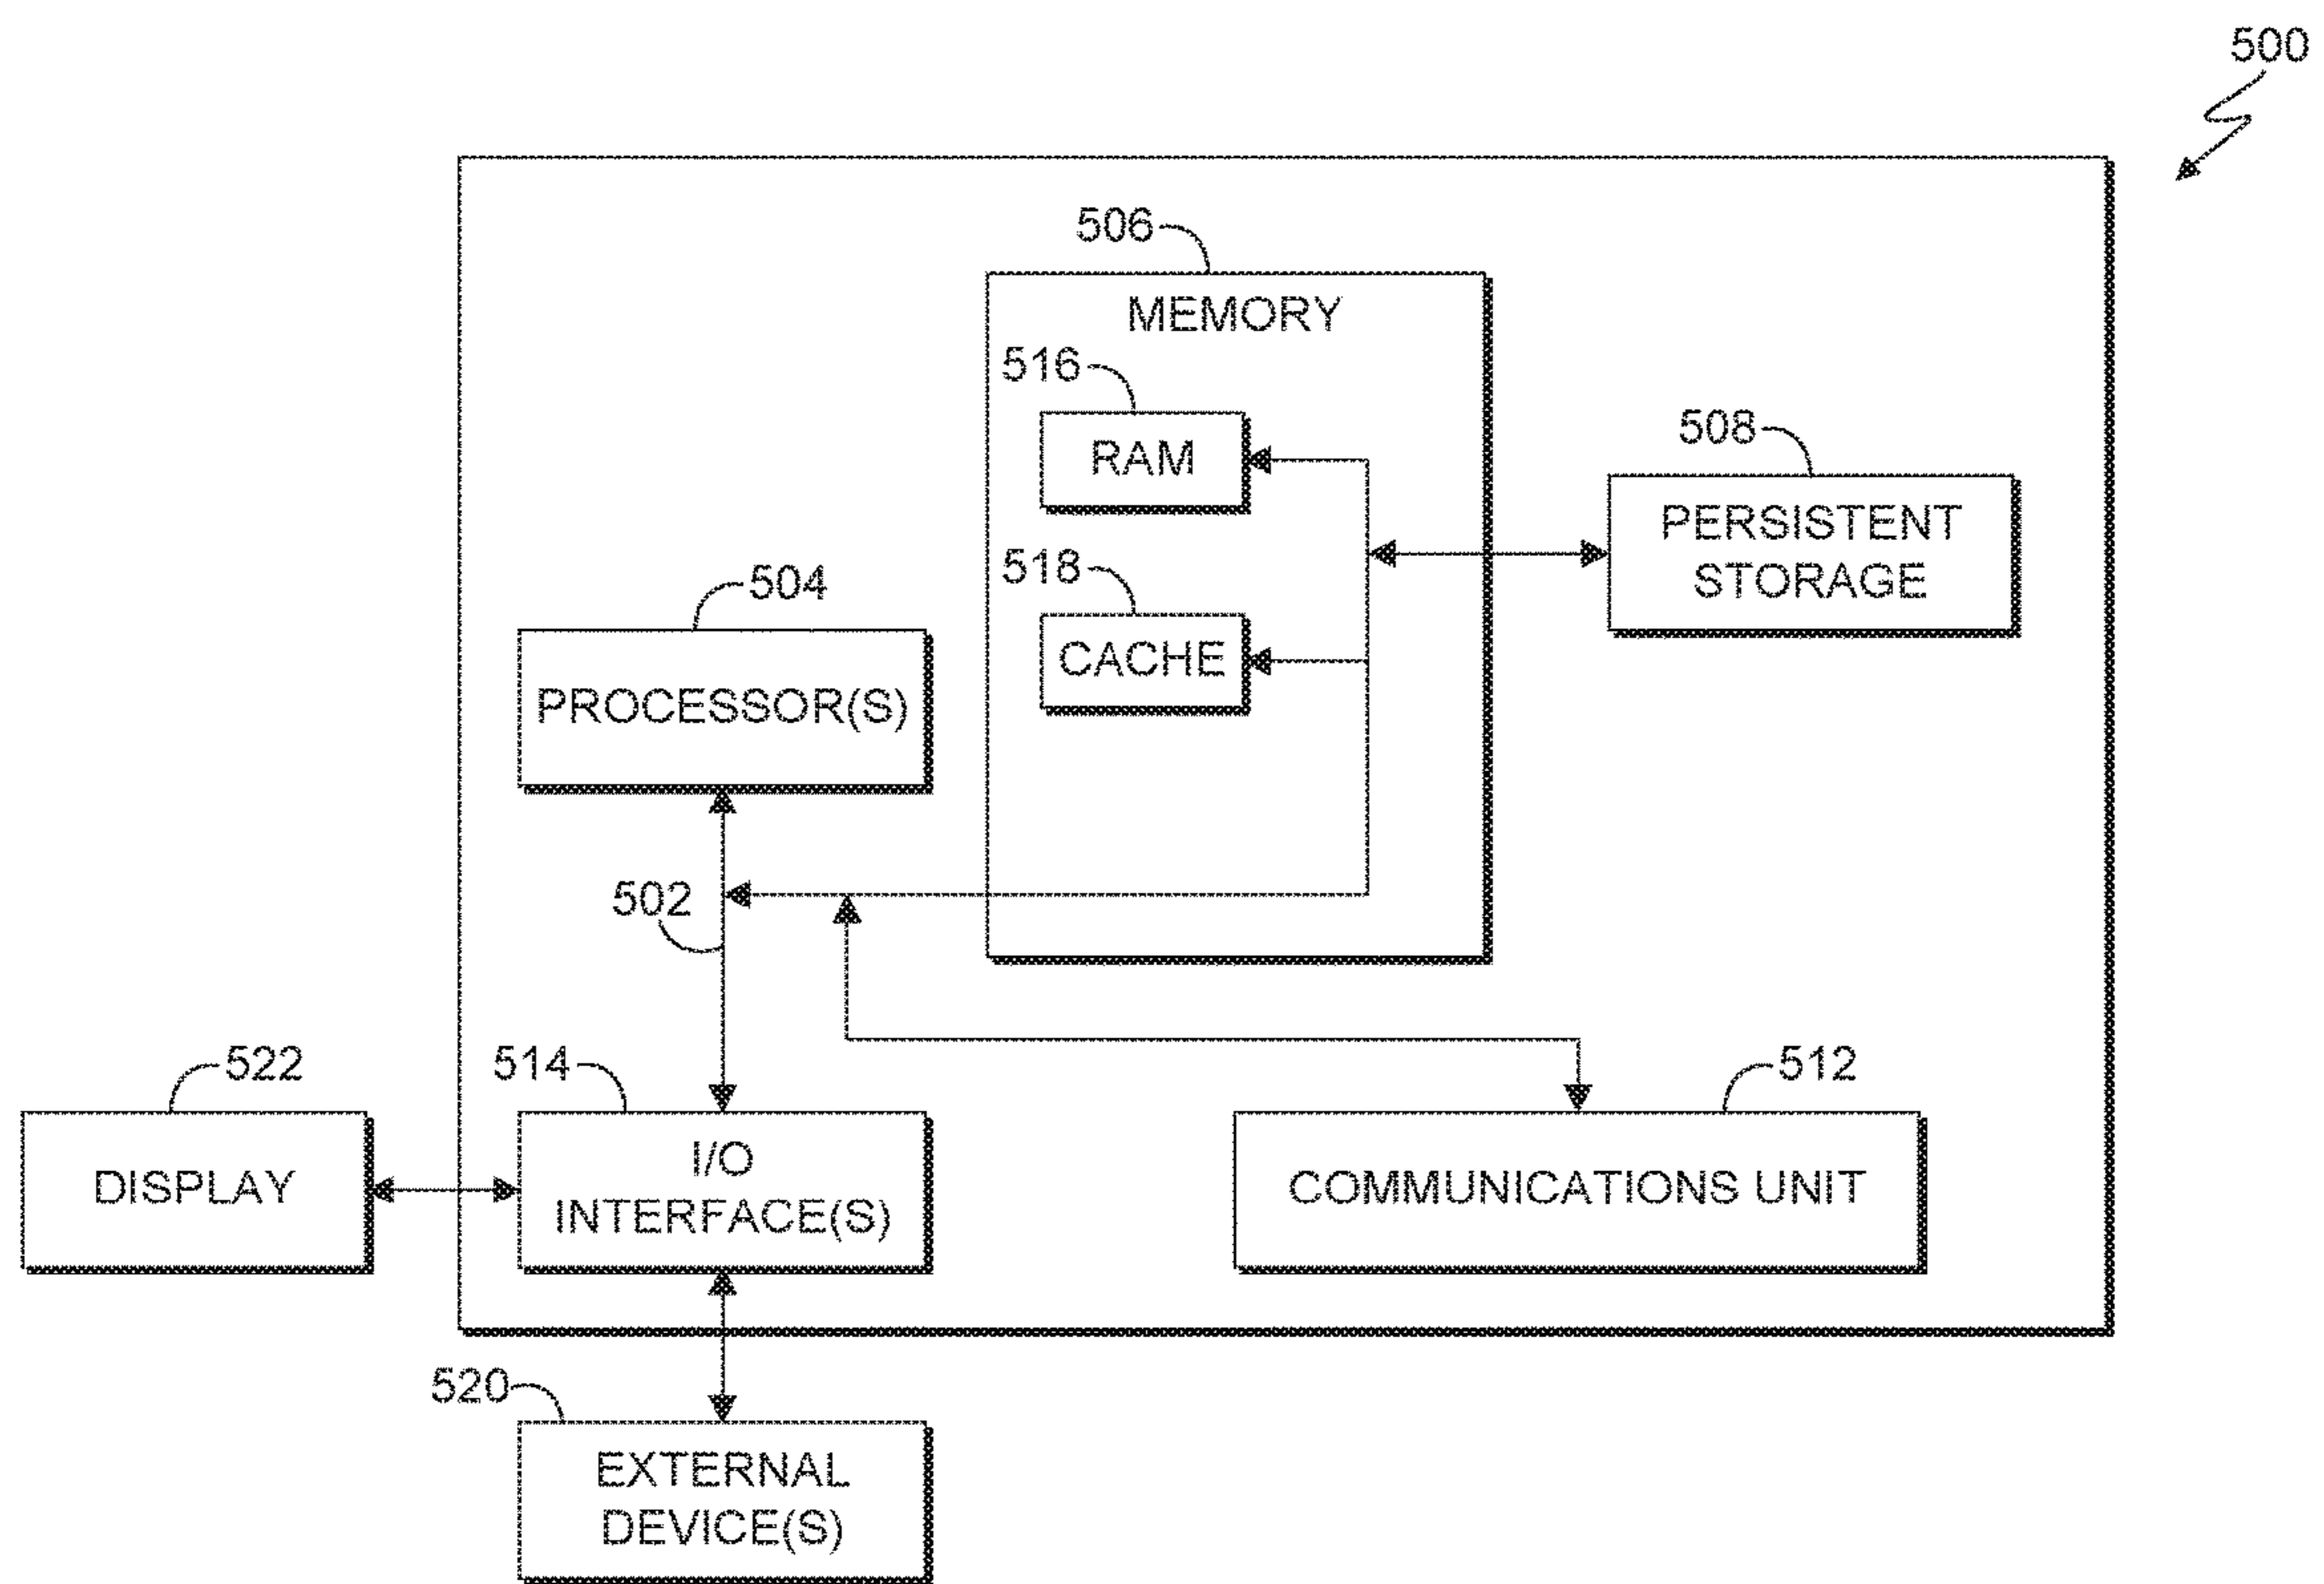 500
506
MEMORY
516
RAM
508
PERSISTENT
STORAGE
518
CACHE
504
PROCESSOR(S)
502
522
DISPLAY
514
I/O
INTERFACE(S)
512
COMMUNICATIONS UNIT
520
EXTERNAL
DEVICE(S)